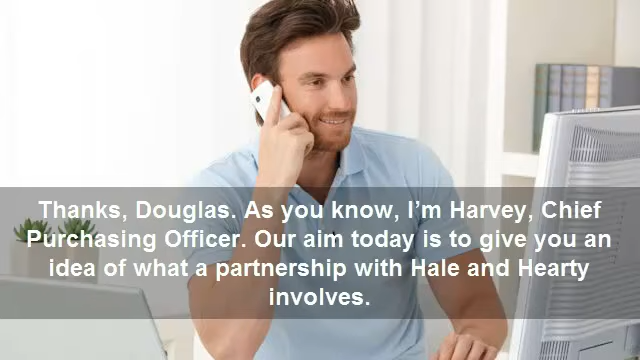 Thanks, Douglas. As you know, I’m Harvey, Chief
Purchasing Officer. Our aim today is to give you an
idea of what a partnership with Hale and Hearty
involves.